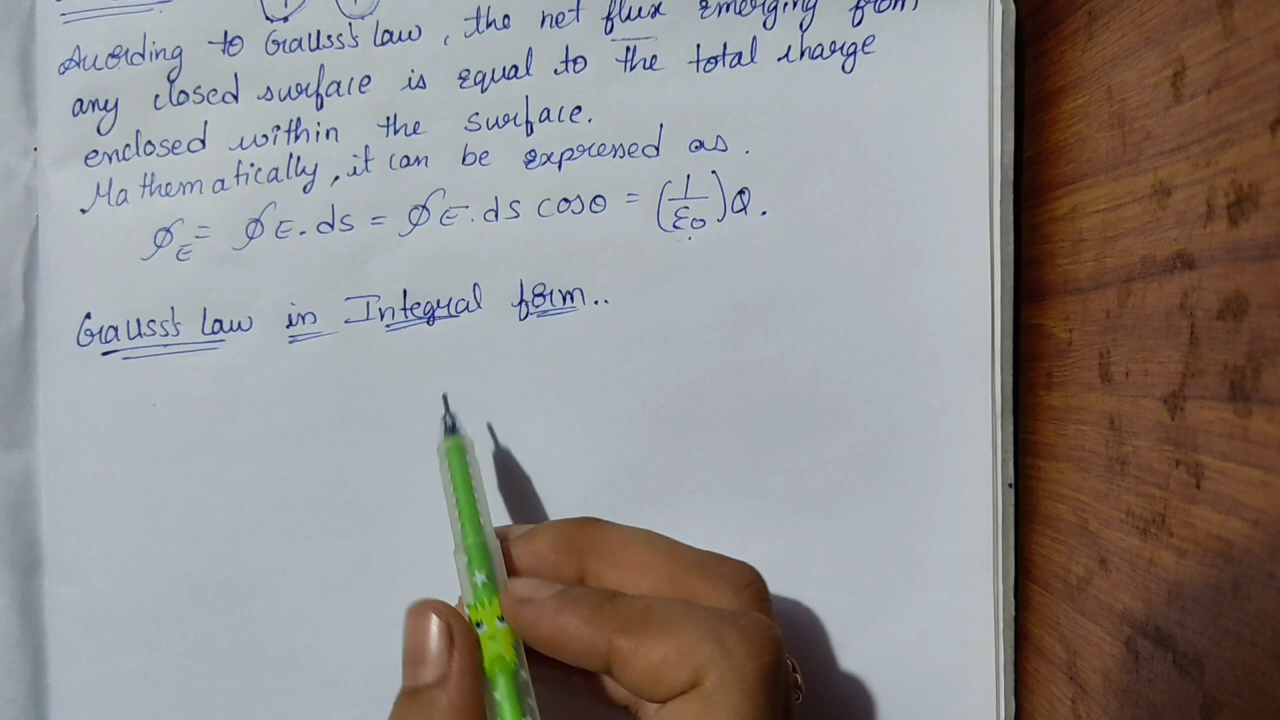 According to Gauss's law, the net flux emerging from
any closed surface is equal to the total charge
enclosed within the surface.
Mathematically, it can be expressed as.
∮E = ∮E.ds = ∮E.ds cosθ = (1/ε0)Q.
Gauss's Law in Integral form..